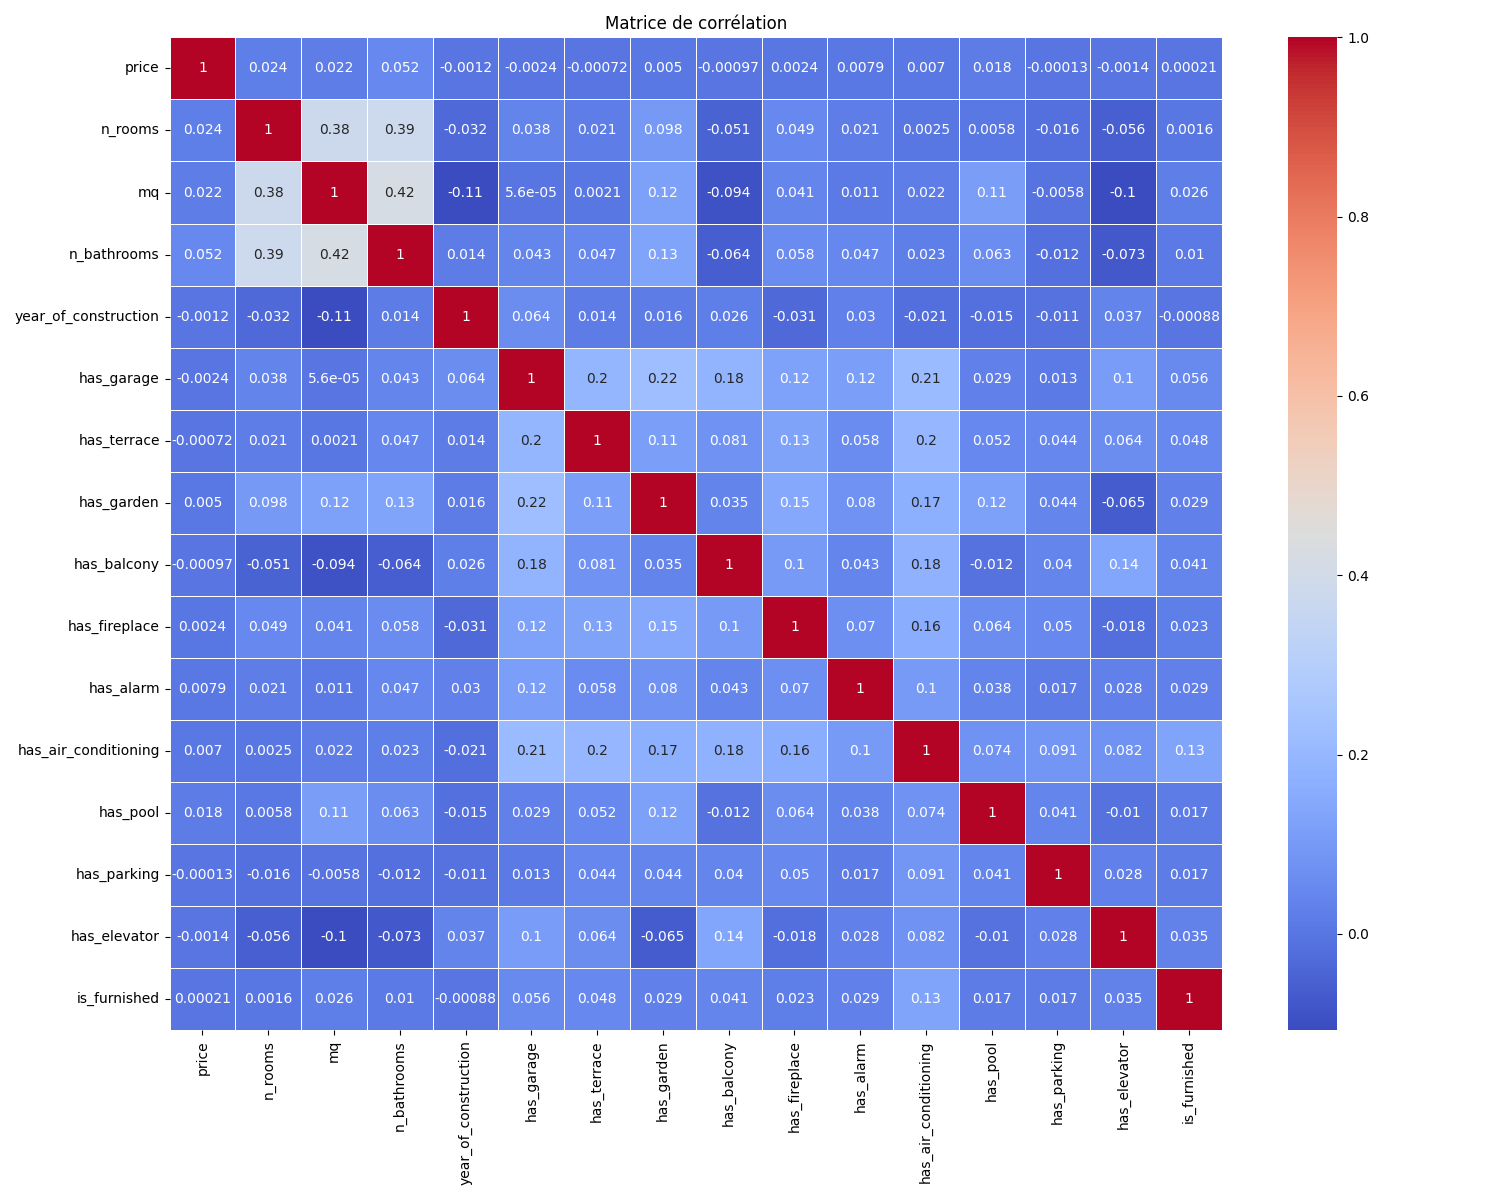 Matrice de corrélation
price 1 0.024 0.022 0.052 -0.0012 -0.0024 -0.00072 0.005 -0.00097 0.0024 0.0079 0.007 0.018 -0.00013 -0.0014 0.00021
n_rooms 0.024 1 0.38 0.39 -0.032 0.038 0.021 0.098 -0.051 0.049 0.021 0.0025 0.0058 -0.016 -0.056 0.0016
mq 0.022 0.38 1 0.42 -0.11 5.6e-05 0.0021 0.12 -0.094 0.041 0.011 0.022 0.11 -0.0058 -0.1 0.026
n_bathrooms 0.052 0.39 0.42 1 0.014 0.043 0.047 0.13 -0.064 0.058 0.047 0.023 0.063 -0.012 -0.073 0.01
year_of_construction -0.0012 -0.032 -0.11 0.014 1 0.064 0.014 0.016 0.026 -0.031 0.03 -0.021 -0.015 -0.011 0.037 -0.00088
has_garage -0.0024 0.038 5.6e-05 0.043 0.064 1 0.2 0.22 0.18 0.12 0.12 0.21 0.029 0.013 0.1 0.056
has_terrace -0.00072 0.021 0.0021 0.047 0.014 0.2 1 0.11 0.081 0.13 0.058 0.2 0.052 0.044 0.064 0.048
has_garden 0.005 0.098 0.12 0.13 0.016 0.22 0.11 1 0.035 0.15 0.08 0.17 0.12 0.044 -0.065 0.029
has_balcony -0.00097 -0.051 -0.094 -0.064 0.026 0.18 0.081 0.035 1 0.1 0.043 0.18 -0.012 0.04 0.14 0.041
has_fireplace 0.0024 0.049 0.041 0.058 -0.031 0.12 0.13 0.15 0.1 1 0.07 0.16 0.064 0.05 -0.018 0.023
has_alarm 0.0079 0.021 0.011 0.047 0.03 0.12 0.058 0.08 0.043 0.07 1 0.1 0.038 0.017 0.028 0.029
has_air_conditioning 0.007 0.0025 0.022 0.023 -0.021 0.21 0.2 0.17 0.18 0.16 0.1 1 0.074 0.091 0.082 0.13
has_pool 0.018 0.0058 0.11 0.063 -0.015 0.029 0.052 0.12 -0.012 0.064 0.038 0.074 1 0.041 -0.01 0.017
has_parking -0.00013 -0.016 -0.0058 -0.012 -0.011 0.013 0.044 0.044 0.04 0.05 0.017 0.091 0.041 1 0.028 0.017
has_elevator -0.0014 -0.056 -0.1 -0.073 0.037 0.1 0.064 -0.065 0.14 -0.018 0.028 0.082 -0.01 0.028 1 0.035
is_furnished 0.00021 0.0016 0.026 0.01 -0.00088 0.056 0.048 0.029 0.041 0.023 0.029 0.13 0.017 0.017 0.035 1
price
n_rooms
mq
n_bathrooms
year_of_construction
has_garage
has_terrace
has_garden
has_balcony
has_fireplace
has_alarm
has_air_conditioning
has_pool
has_parking
has_elevator
is_furnished
1.0
0.8
0.6
0.4
0.2
0.0